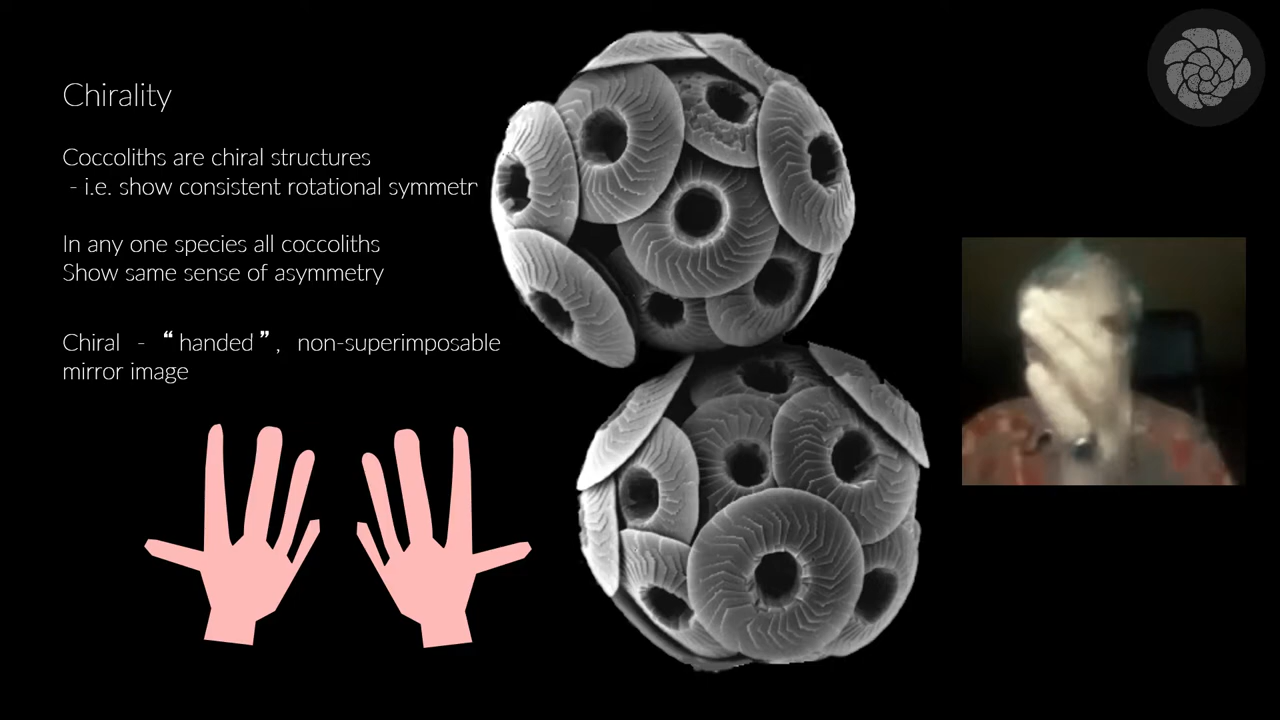 Chirality
Coccoliths are chiral structures
- i.e. show consistent rotational symmetr
In any one species all coccoliths
Show same sense of asymmetry
Chiral - “handed”, non-superimposable
mirror image